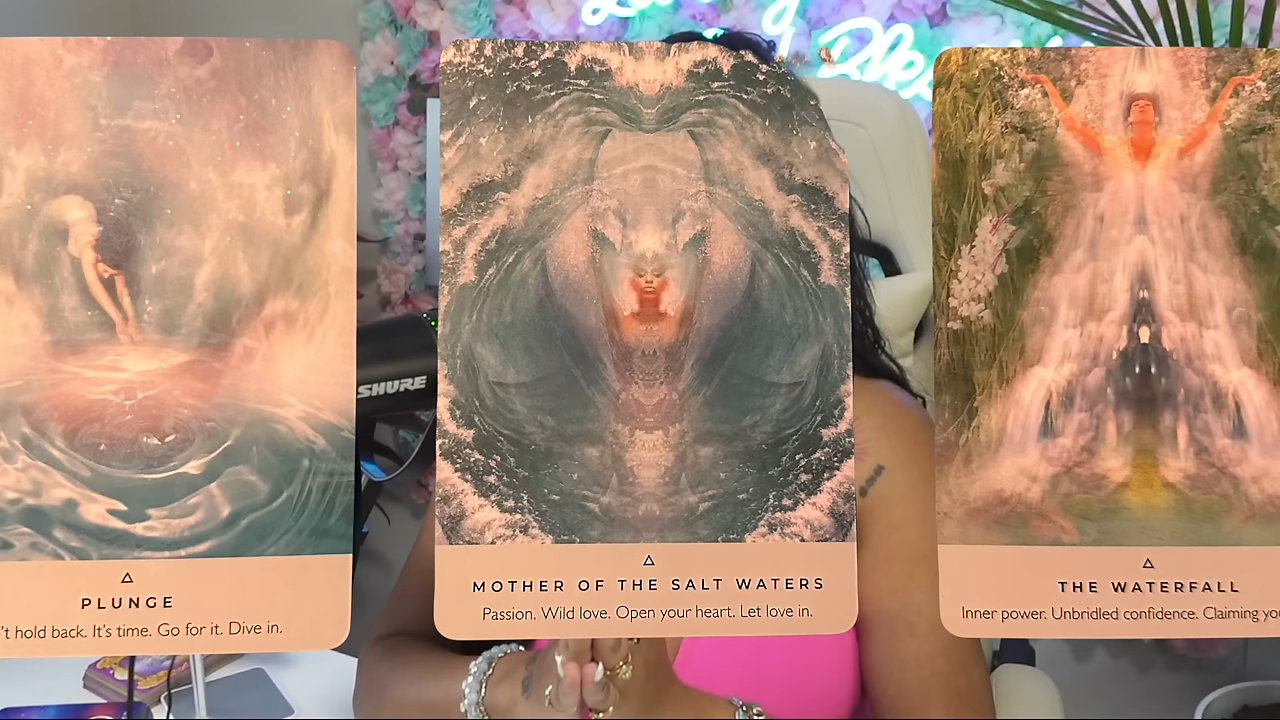 Bles
SHURE
PLUNGE
't hold back. It's time. Go for it. Dive in.
MOTHER OF THE SALT WATERS
Passion. Wild love. Open your heart. Let love in.
THE WATERFALL
Inner power. Unbridled confidence. Claiming yo